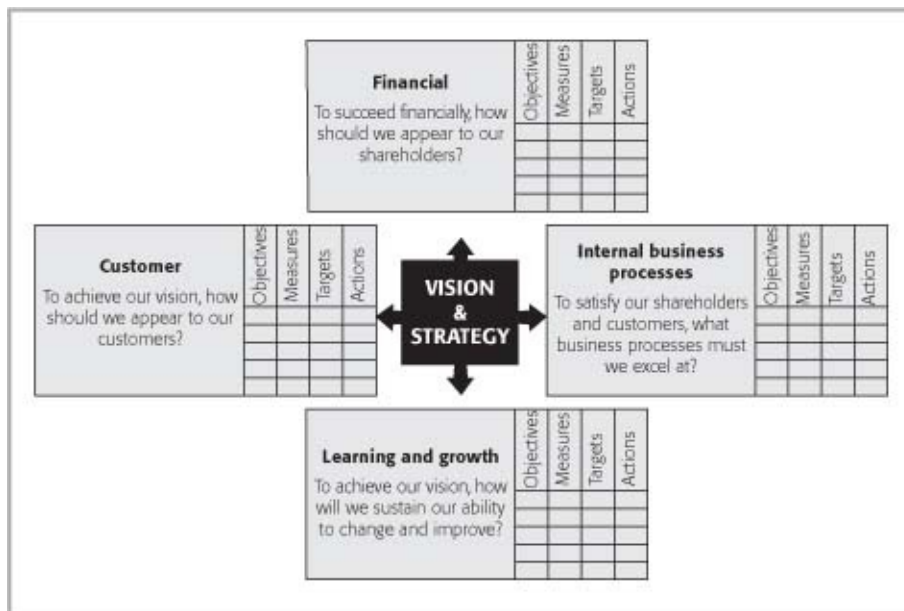 Financial
To succeed financially, how
should we appear to our
shareholders?
Objectives
Measures
Targets
Actions
Customer
To achieve our vision, how
should we appear to our
customers?
Objectives
Measures
Targets
Actions
VISION
&
STRATEGY
Internal business
processes
To satisfy our shareholders
and customers, what
business processes must
we excel at?
Objectives
Measures
Targets
Actions
Learning and growth
To achieve our vision, how
will we sustain our ability
to change and improve?
Objectives
Measures
Targets
Actions